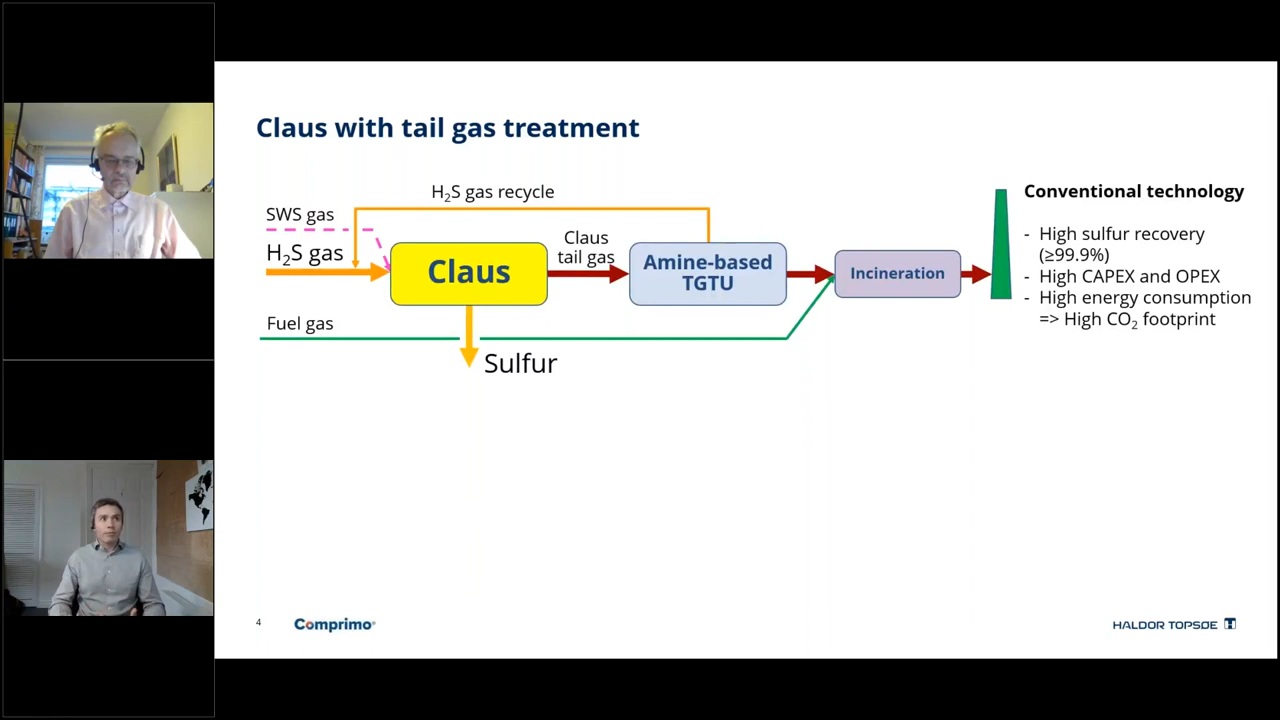 Claus with tail gas treatment
H₂S gas recycle
SWS gas
H₂S gas
Claus
Claus
tail gas
Amine-based
TGTU
Incineration
Fuel gas
Sulfur
Conventional technology
- High sulfur recovery
(≥99.9%)
- High CAPEX and OPEX
- High energy consumption
=> High CO₂ footprint
4
Comprimo®
HALDOR TOPSØE